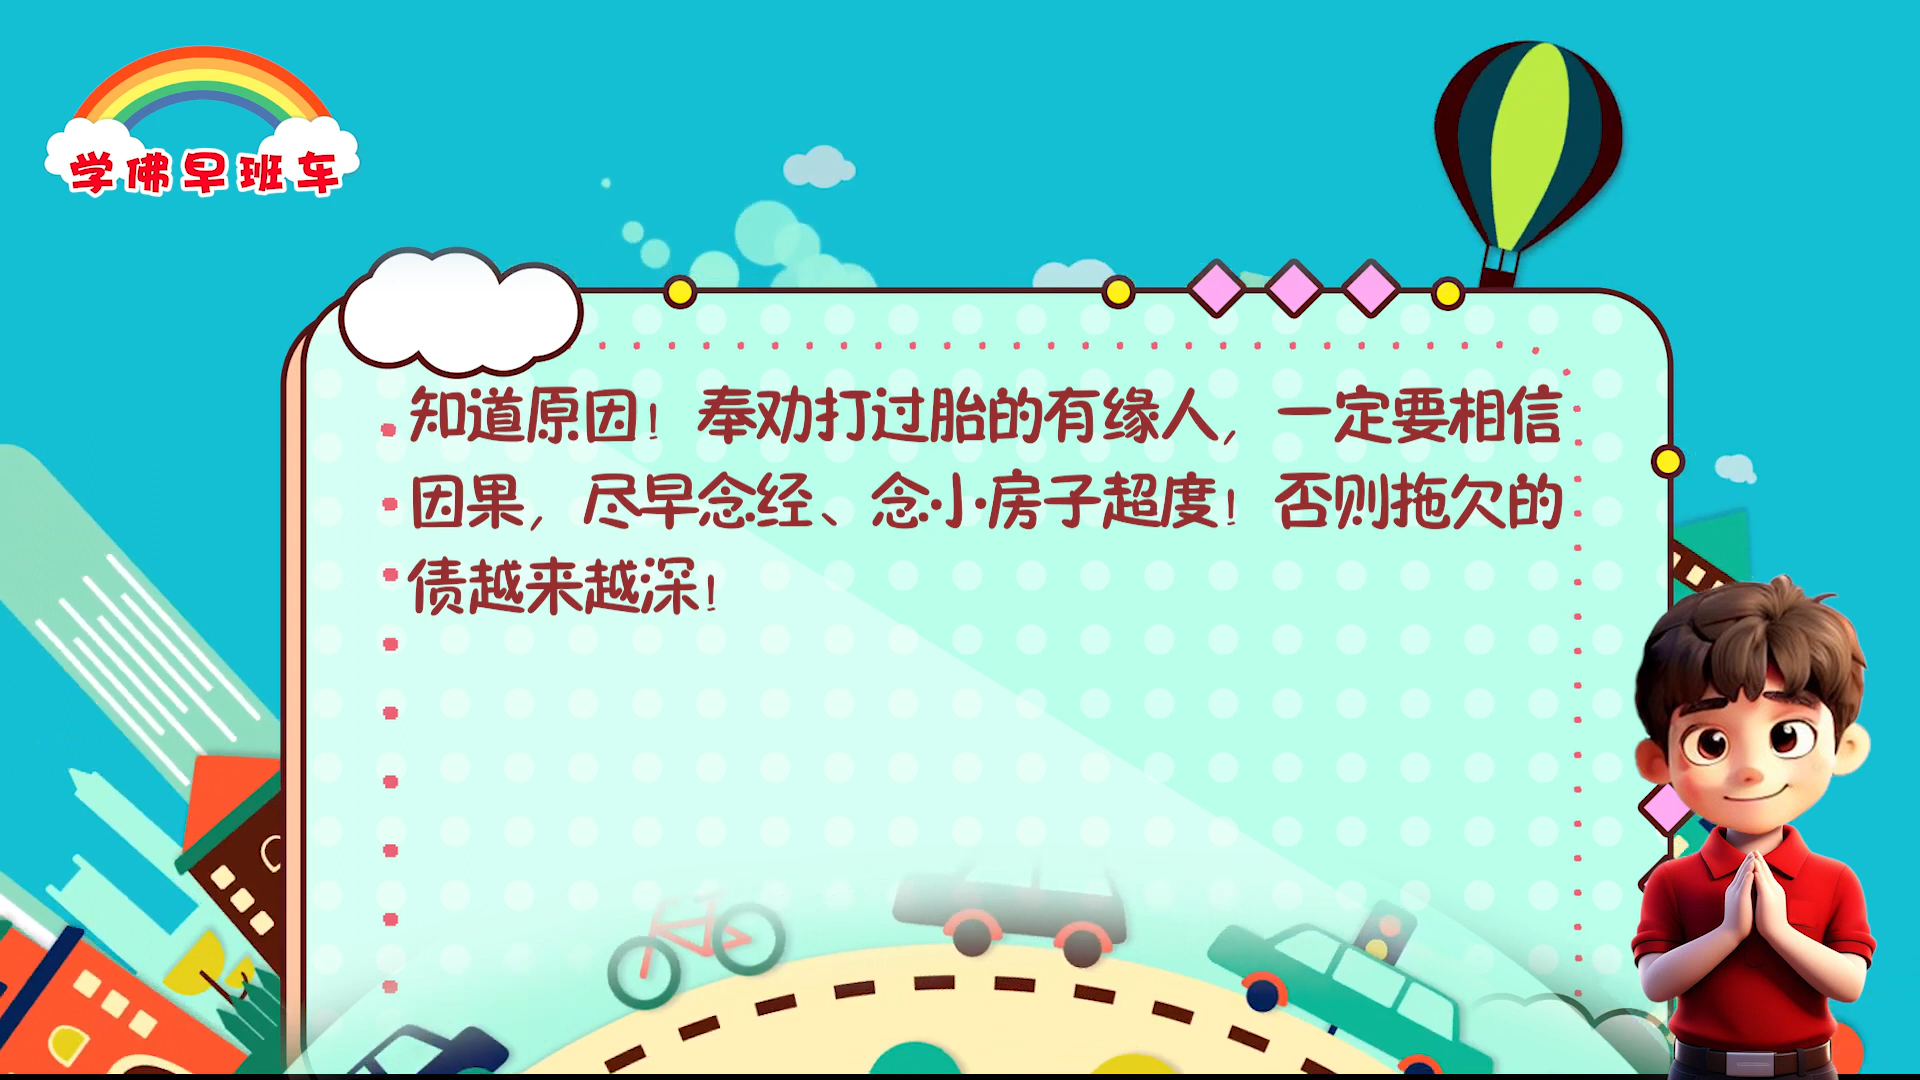 学佛早班车
知道原因！奉劝打过胎的有缘人，一定要相信
因果，尽早念经、念小房子超度！否则拖欠的
债越来越深！